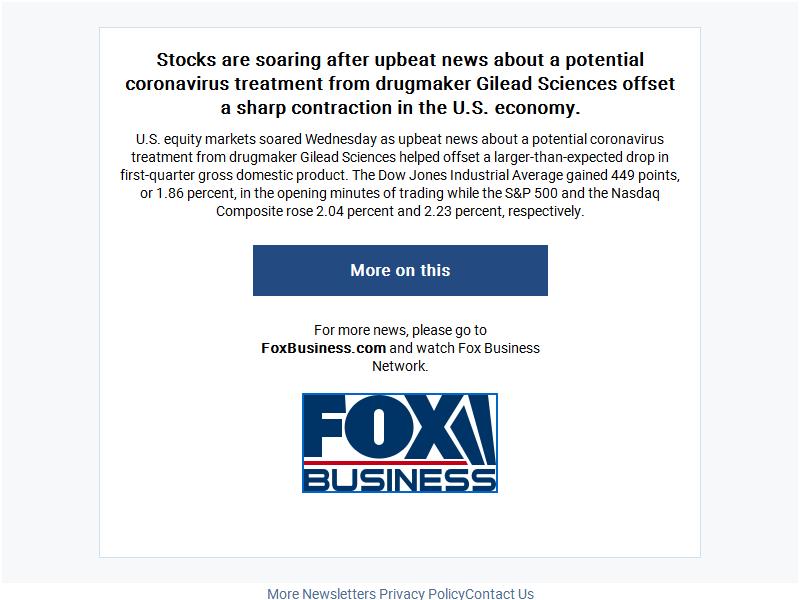 Stocks are soaring after upbeat news about a potential
coronavirus treatment from drugmaker Gilead Sciences offset
a sharp contraction in the U.S. economy.
U.S. equity markets soared Wednesday as upbeat news about a potential coronavirus
treatment from drugmaker Gilead Sciences helped offset a larger-than-expected drop in
first-quarter gross domestic product. The Dow Jones Industrial Average gained 449 points,
or 1.86 percent, in the opening minutes of trading while the S&P 500 and the Nasdaq
Composite rose 2.04 percent and 2.23 percent, respectively.
More on this
For more news, please go to
FoxBusiness.com and watch Fox Business
Network.
FOX
BUSINESS
More Newsletters Privacy PolicyContact Us